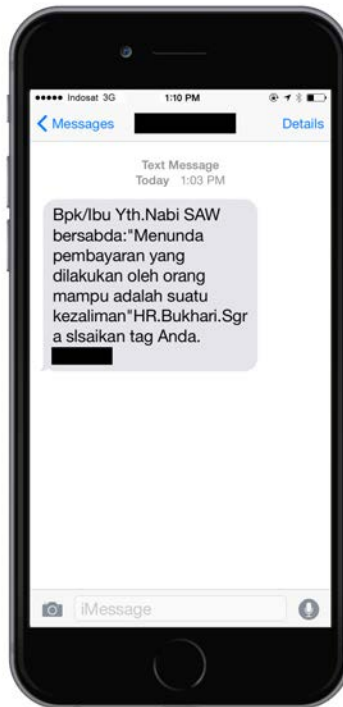 Indosat 3G 1:10 PM
Messages Details
Text Message
Today 1:03 PM
Bpk/Ibu Yth.Nabi SAW
bersabda:"Menunda
pembayaran yang
dilakukan oleh orang
mampu adalah suatu
kezaliman"HR.Bukhari.Sgr
a slsaikan tag Anda.
iMessage